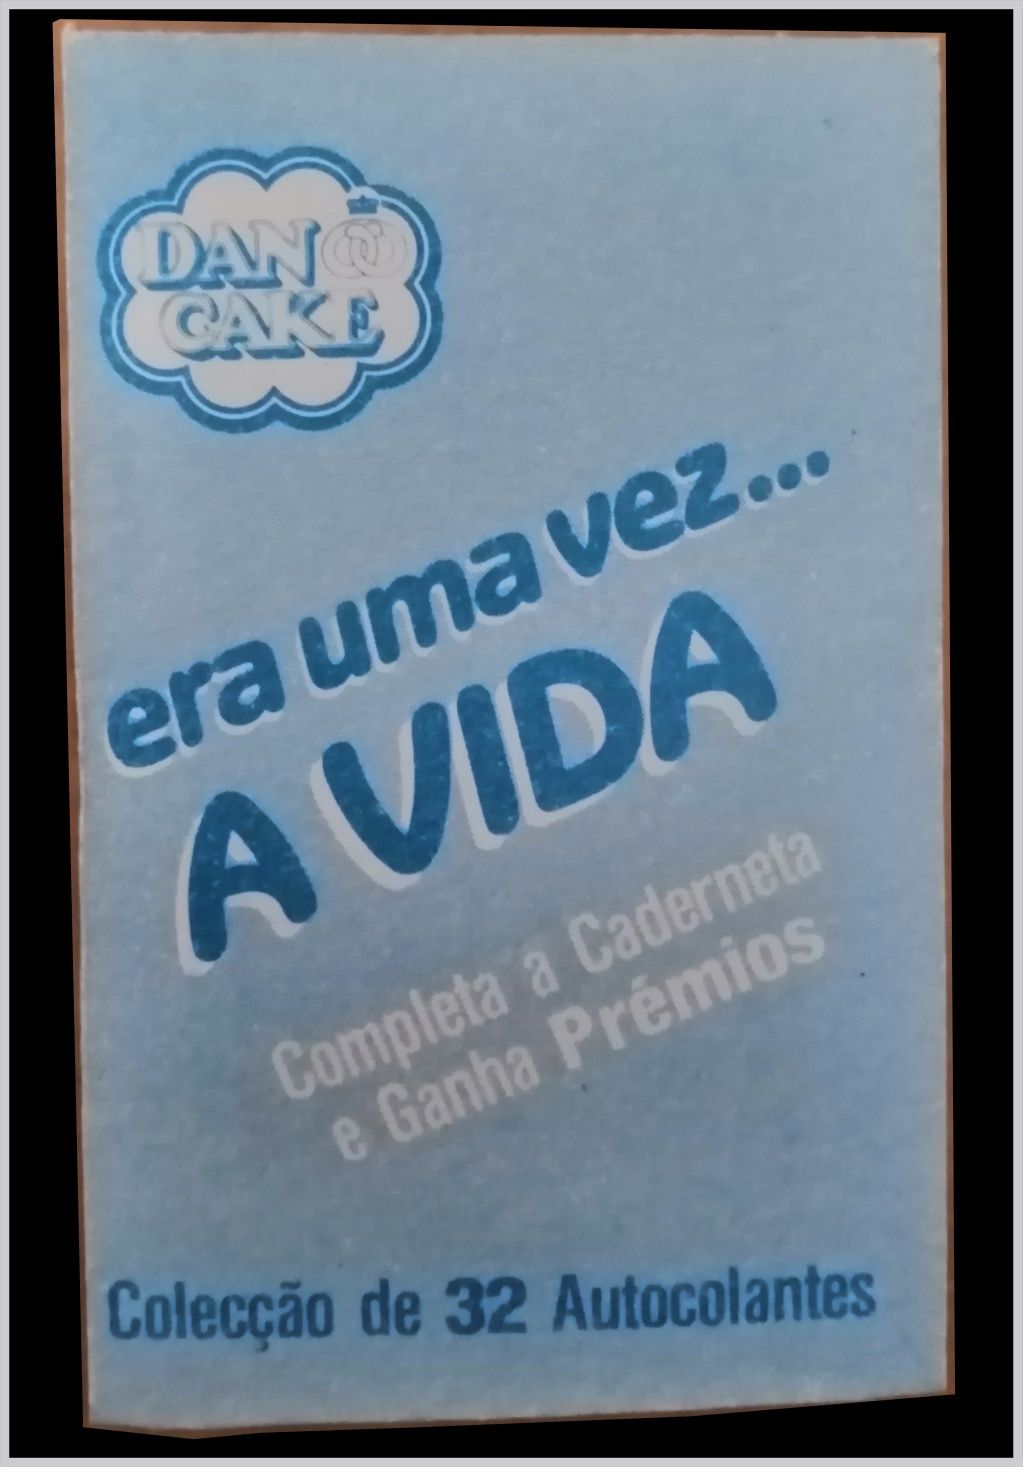 DAN
CAKE
era uma vez...
A VIDA
Completa a Caderneta
e Ganha Prémios
Colecção de 32 Autocolantes